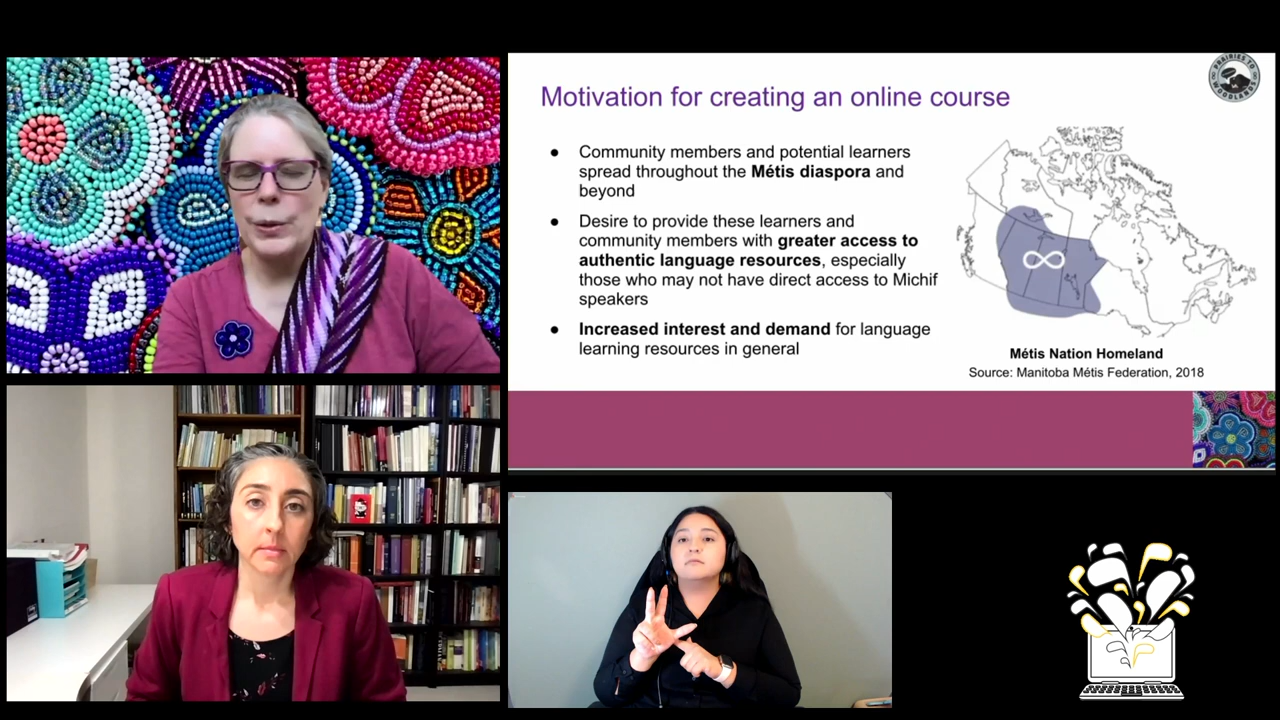 Motivation for creating an online course
PRAIRIES TO
WOODLANDS
● Community members and potential learners
spread throughout the Métis diaspora and
beyond
● Desire to provide these learners and
community members with greater access to
authentic language resources, especially
those who may not have direct access to Michif
speakers
● Increased interest and demand for language
learning resources in general
Métis Nation Homeland
Source: Manitoba Métis Federation, 2018